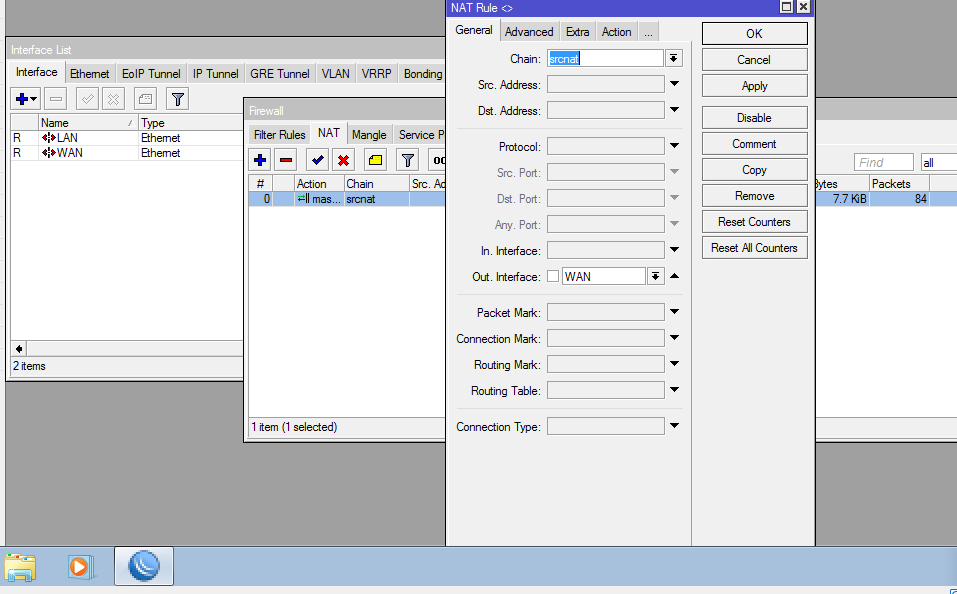 NAT Rule <>
General Advanced Extra Action ...
Chain: srcnat
Src. Address:
Dst. Address:
Protocol:
Src. Port:
Dst. Port:
Any. Port:
In. Interface:
Out. Interface: WAN
Packet Mark:
Connection Mark:
Routing Mark:
Routing Table:
Connection Type:
OK
Cancel
Apply
Disable
Comment
Copy
Remove
Reset Counters
Reset All Counters
Interface List
Interface Ethernet EoIP Tunnel IP Tunnel GRE Tunnel VLAN VRRP Bonding
Name / Type
R LAN Ethernet
R WAN Ethernet
2 items
Firewall
Filter Rules NAT Mangle Service P
Find all
# Action Chain Src. Ad Bytes Packets
0 mas... srcnat 7.7 KiB 84
1 item (1 selected)